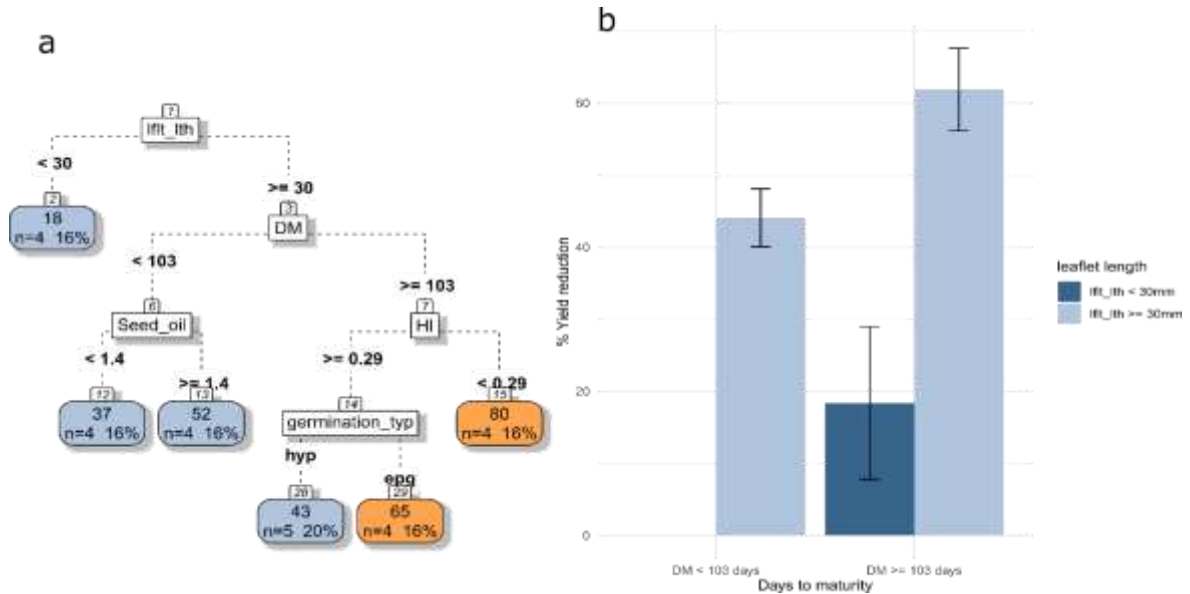 a
1
lflt_lth
< 30
>= 30
2
18
n=4 16%
3
DM
< 103
>= 103
6
Seed_oil
7
HI
< 1.4
>= 1.4
>= 0.29
< 0.29
12
37
n=4 16%
13
52
n=4 16%
14
germination_typ
15
80
n=4 16%
hyp
epg
28
43
n=5 20%
29
65
n=4 16%
b
% Yield reduction
60
40
20
0
DM < 103 days
DM >= 103 days
Days to maturity
leaflet length
lflt_lth < 30mm
lflt_lth >= 30mm